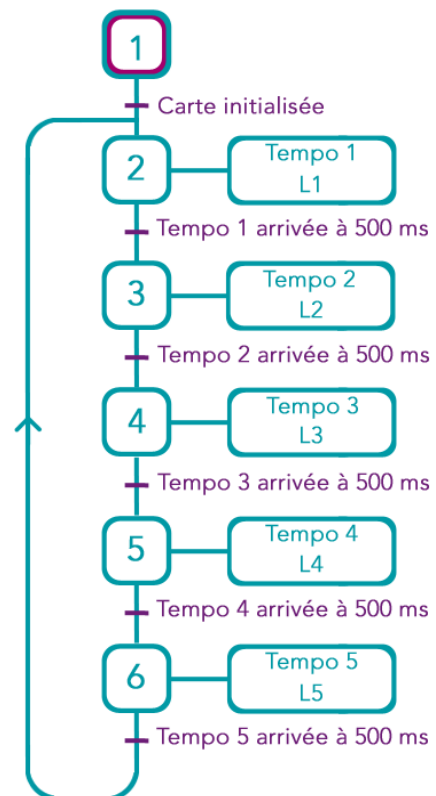 1
Carte initialisée
2
Tempo 1
L1
Tempo 1 arrivée à 500 ms
3
Tempo 2
L2
Tempo 2 arrivée à 500 ms
4
Tempo 3
L3
Tempo 3 arrivée à 500 ms
5
Tempo 4
L4
Tempo 4 arrivée à 500 ms
6
Tempo 5
L5
Tempo 5 arrivée à 500 ms